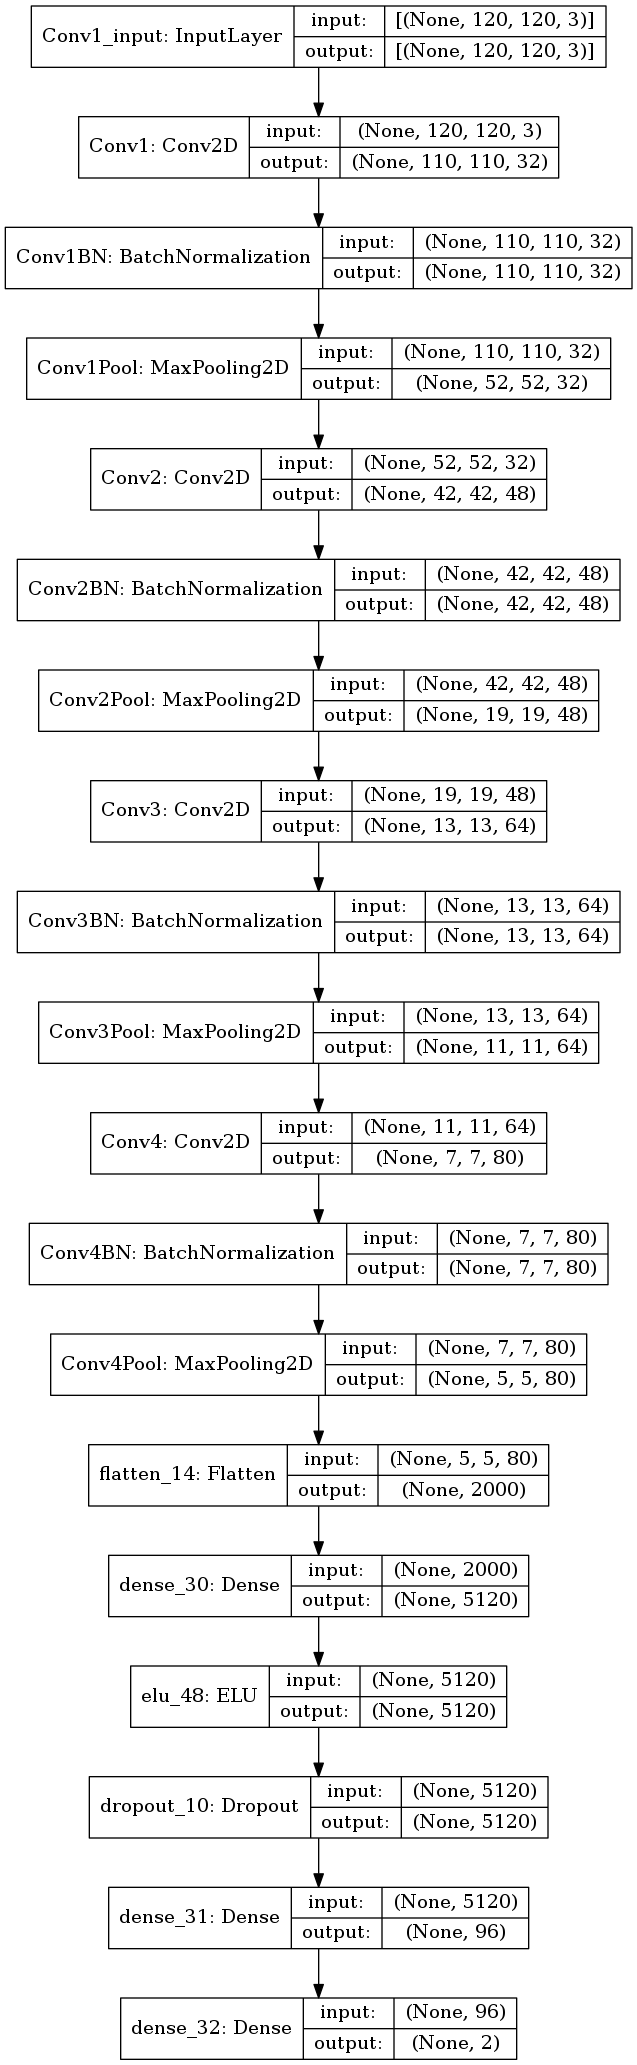 Conv1_input: InputLayer
input:
[(None, 120, 120, 3)]
output:
[(None, 120, 120, 3)]
Conv1: Conv2D
input:
(None, 120, 120, 3)
output:
(None, 110, 110, 32)
Conv1BN: BatchNormalization
input:
(None, 110, 110, 32)
output:
(None, 110, 110, 32)
Conv1Pool: MaxPooling2D
input:
(None, 110, 110, 32)
output:
(None, 52, 52, 32)
Conv2: Conv2D
input:
(None, 52, 52, 32)
output:
(None, 42, 42, 48)
Conv2BN: BatchNormalization
input:
(None, 42, 42, 48)
output:
(None, 42, 42, 48)
Conv2Pool: MaxPooling2D
input:
(None, 42, 42, 48)
output:
(None, 19, 19, 48)
Conv3: Conv2D
input:
(None, 19, 19, 48)
output:
(None, 13, 13, 64)
Conv3BN: BatchNormalization
input:
(None, 13, 13, 64)
output:
(None, 13, 13, 64)
Conv3Pool: MaxPooling2D
input:
(None, 13, 13, 64)
output:
(None, 11, 11, 64)
Conv4: Conv2D
input:
(None, 11, 11, 64)
output:
(None, 7, 7, 80)
Conv4BN: BatchNormalization
input:
(None, 7, 7, 80)
output:
(None, 7, 7, 80)
Conv4Pool: MaxPooling2D
input:
(None, 7, 7, 80)
output:
(None, 5, 5, 80)
flatten_14: Flatten
input:
(None, 5, 5, 80)
output:
(None, 2000)
dense_30: Dense
input:
(None, 2000)
output:
(None, 5120)
elu_48: ELU
input:
(None, 5120)
output:
(None, 5120)
dropout_10: Dropout
input:
(None, 5120)
output:
(None, 5120)
dense_31: Dense
input:
(None, 5120)
output:
(None, 96)
dense_32: Dense
input:
(None, 96)
output:
(None, 2)